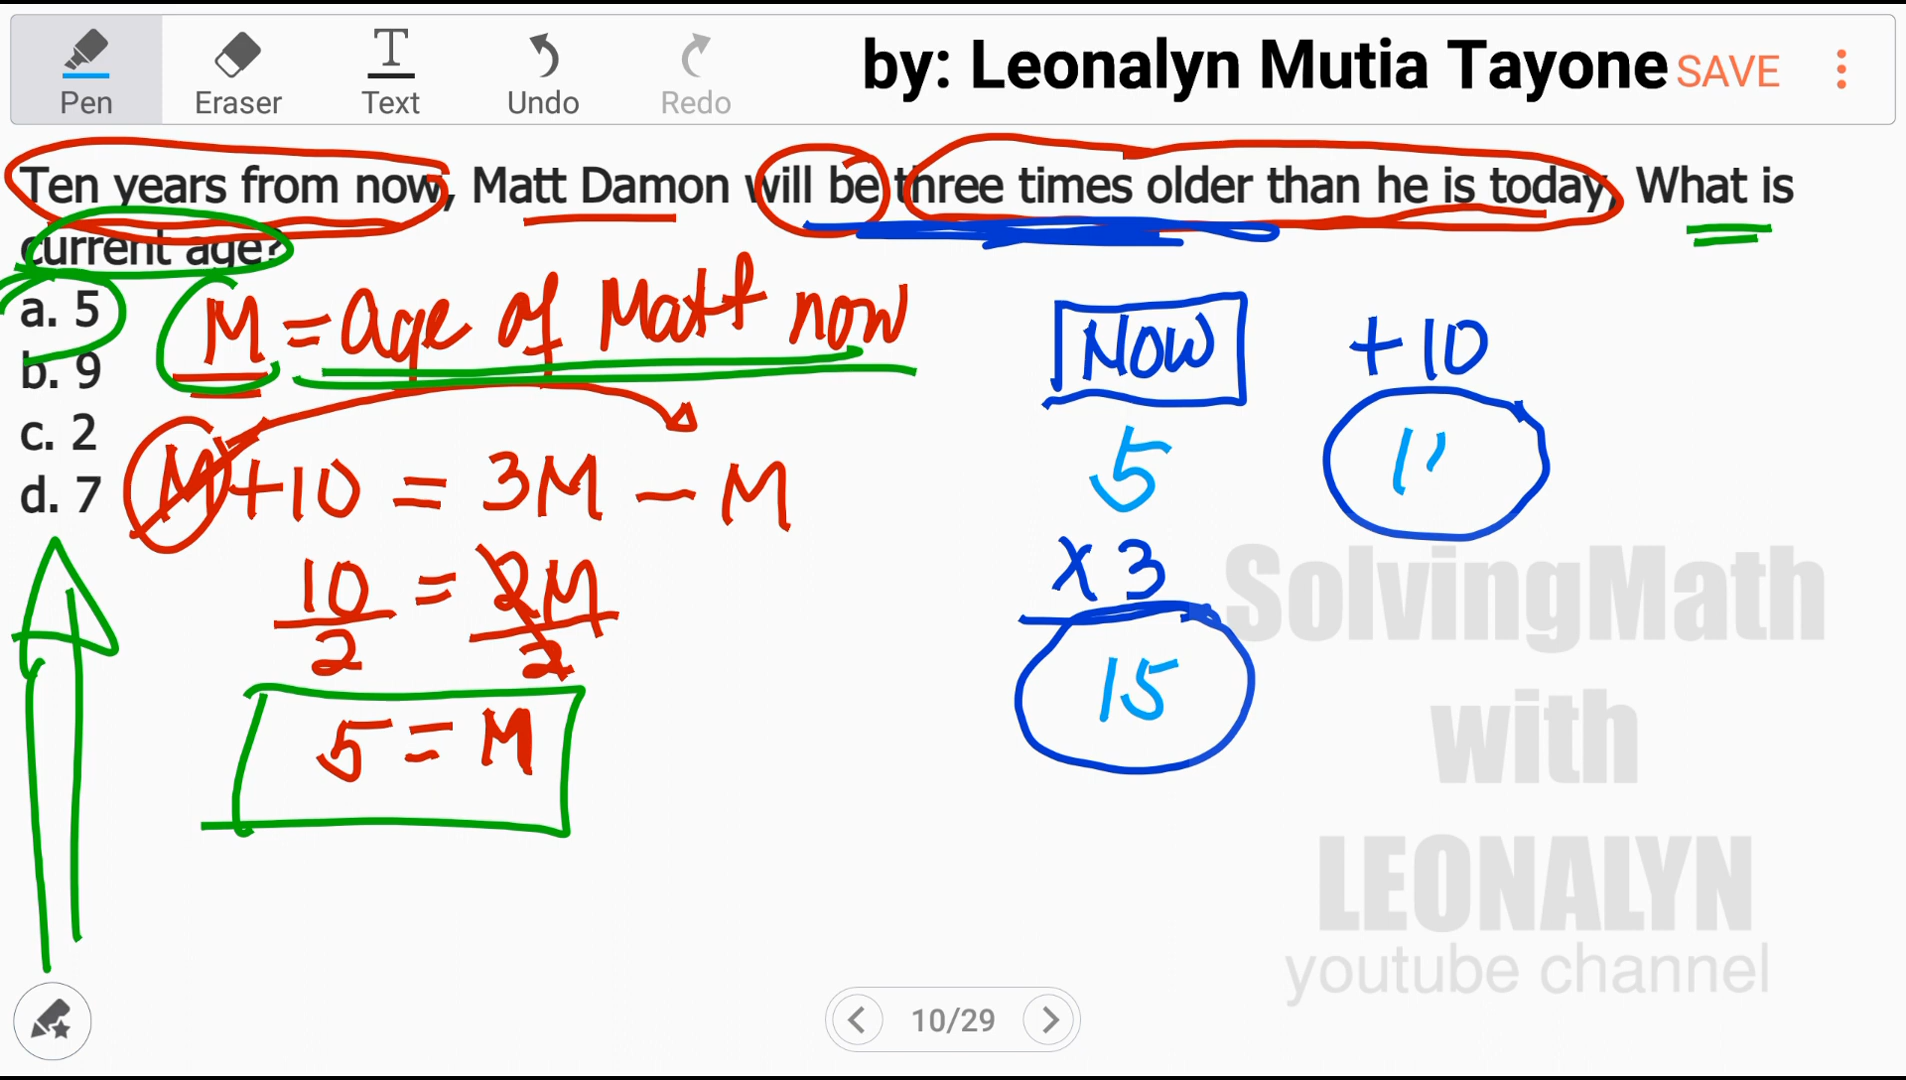 Pen
Eraser
Text
Undo
Redo
by: Leonalyn Mutia Tayone
SAVE
Ten years from now, Matt Damon will be three times older than he is today, What is
current age?
a. 5
b. 9
c. 2
d. 7
M = Age of Matt now
M + 10 = 3M - M
10 = 2M
2 2
5 = M
NOW
+10
5
x 3
15
SolvingMath
with
LEONALYN
youtube channel
10/29